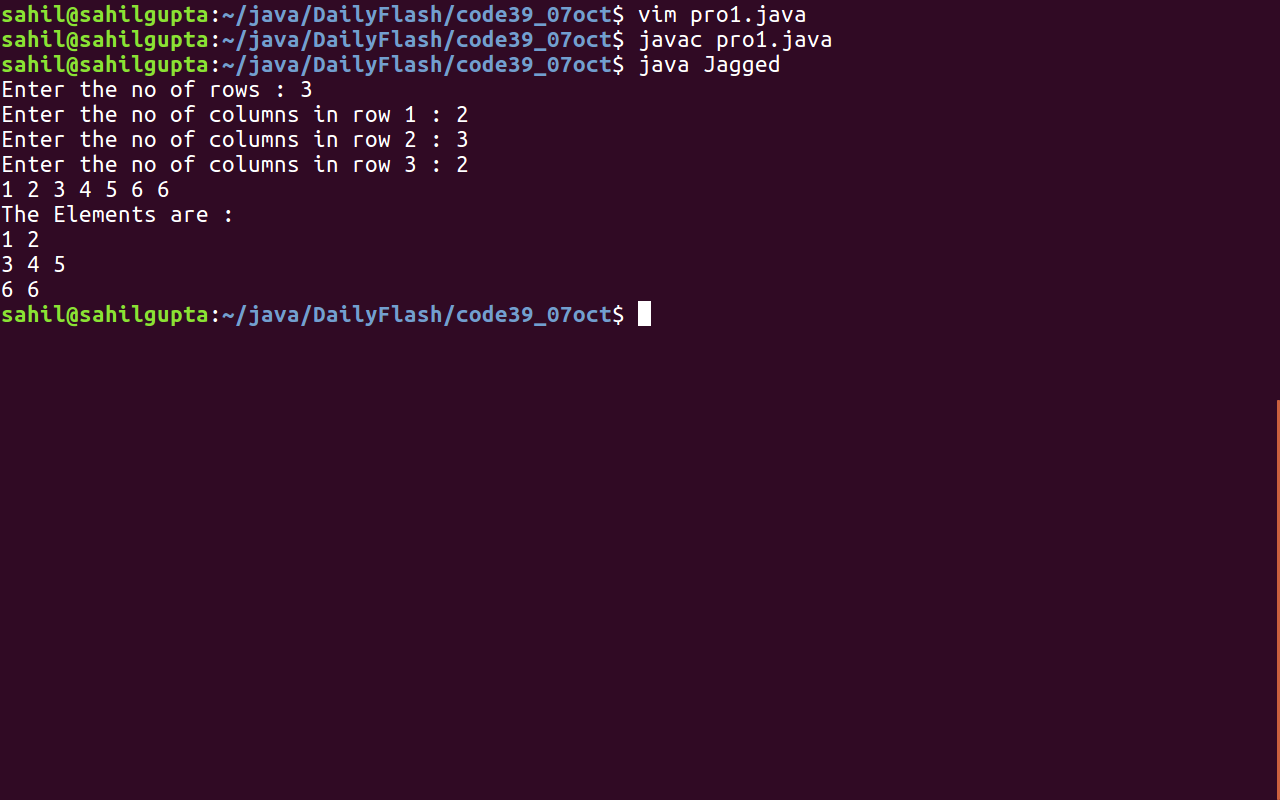 sahil@sahilgupta:~/java/DailyFlash/code39_07oct$ vim pro1.java
sahil@sahilgupta:~/java/DailyFlash/code39_07oct$ javac pro1.java
sahil@sahilgupta:~/java/DailyFlash/code39_07oct$ java Jagged
Enter the no of rows : 3
Enter the no of columns in row 1 : 2
Enter the no of columns in row 2 : 3
Enter the no of columns in row 3 : 2
1 2 3 4 5 6 6
The Elements are :
1 2
3 4 5
6 6
sahil@sahilgupta:~/java/DailyFlash/code39_07oct$